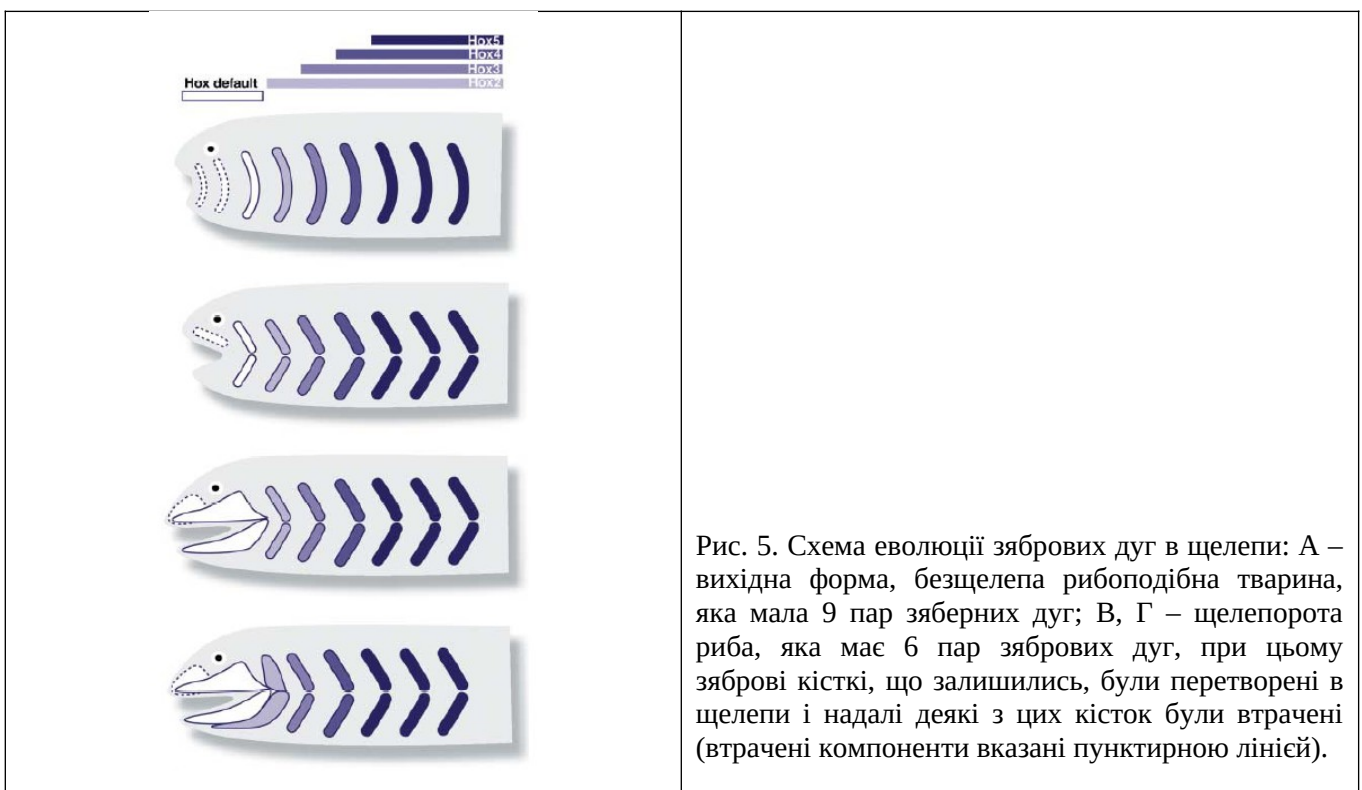 Hox5
Hox4
Hox3
Hox default
Hox2
Рис. 5. Схема еволюції зябрових дуг в щелепи: А –
вихідна форма, безщелепа рибоподібна тварина,
яка мала 9 пар зяберних дуг; В, Г – щелепорота
риба, яка має 6 пар зябрових дуг, при цьому
зяброві кісткі, що залишились, були перетворені в
щелепи і надалі деякі з цих кісток були втрачені
(втрачені компоненти вказані пунктирною лінієй).